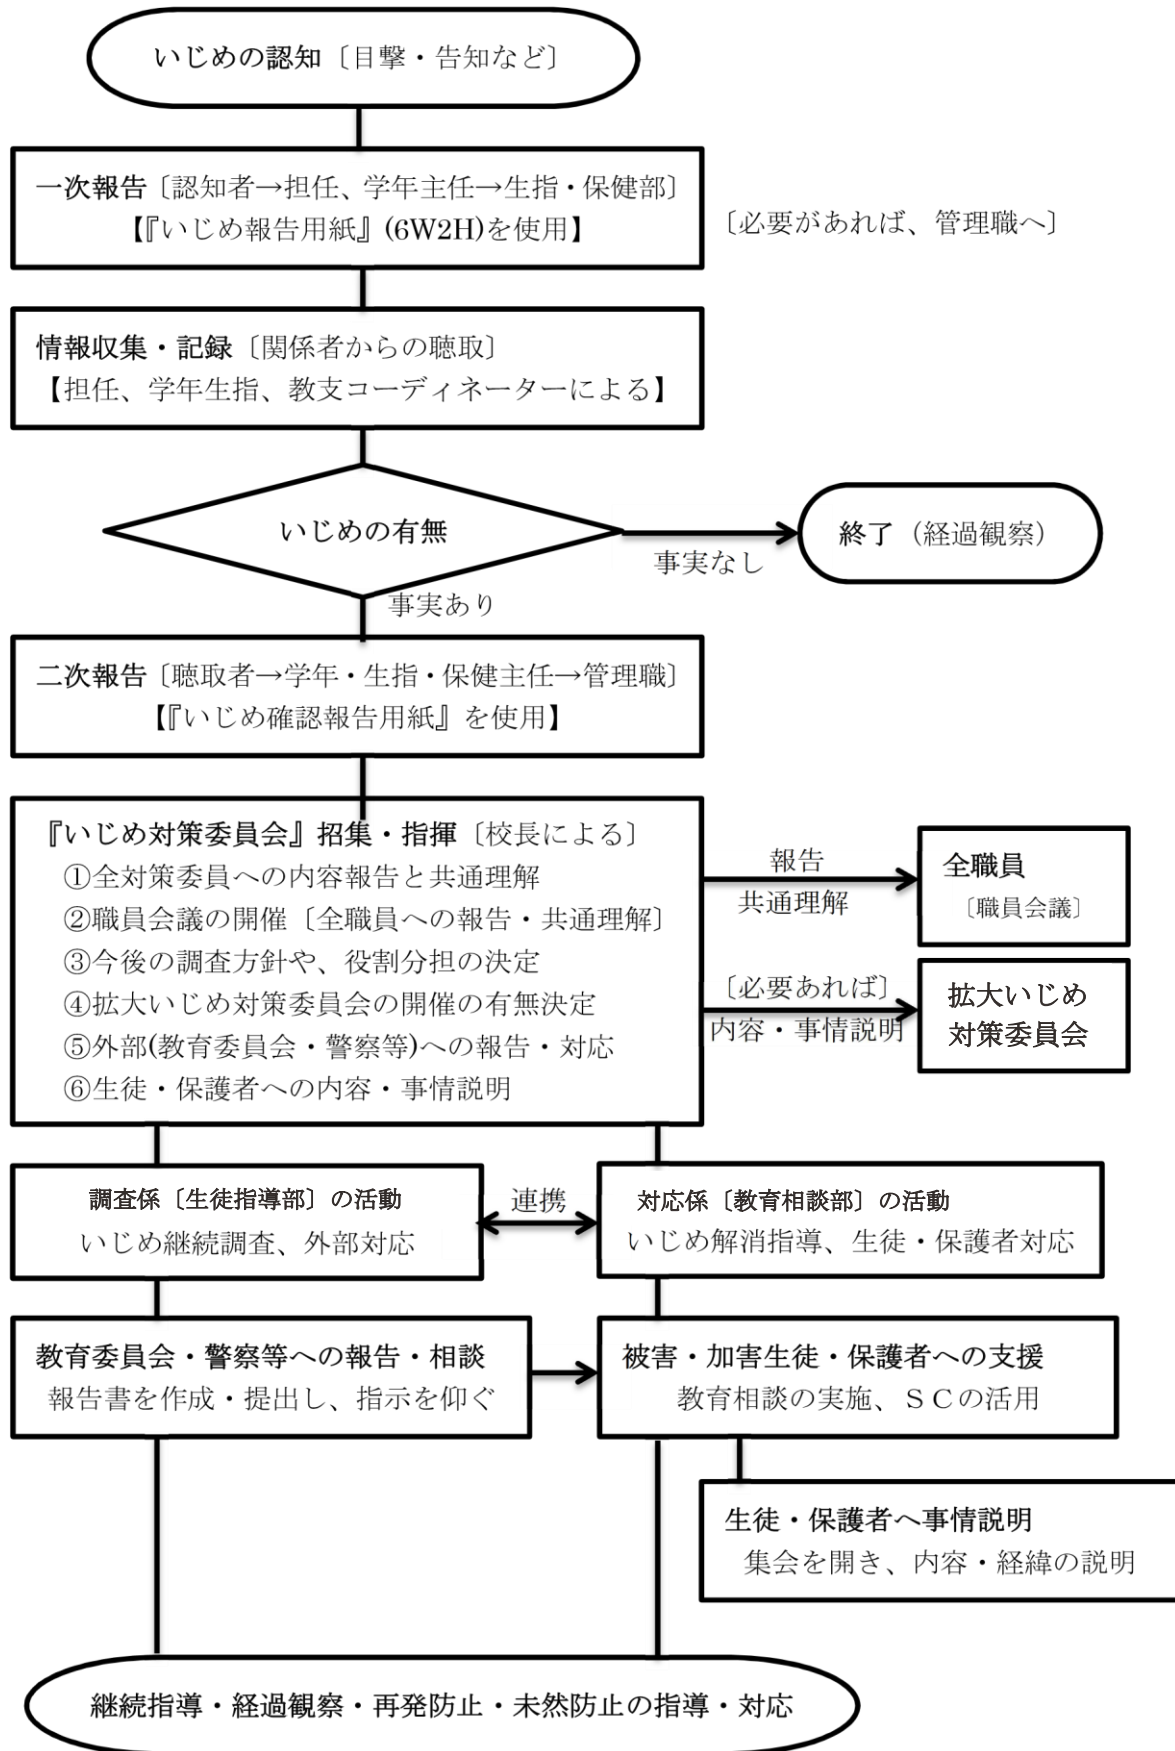 いじめの認知〔目撃・告知など〕
一次報告〔認知者→担任、学年主任→生指・保健部〕
【『いじめ報告用紙』(6W2H)を使用】
〔必要があれば、管理職へ〕
情報収集・記録〔関係者からの聴取〕
【担任、学年生指、教支コーディネーターによる】
いじめの有無
事実なし
終了（経過観察）
事実あり
二次報告〔聴取者→学年・生指・保健主任→管理職〕
【『いじめ確認報告用紙』を使用】
『いじめ対策委員会』招集・指揮〔校長による〕
①全対策委員への内容報告と共通理解
②職員会議の開催〔全職員への報告・共通理解〕
③今後の調査方針や、役割分担の決定
④拡大いじめ対策委員会の開催の有無決定
⑤外部(教育委員会・警察等)への報告・対応
⑥生徒・保護者への内容・事情説明
報告
共通理解
全職員
〔職員会議〕
〔必要あれば〕
内容・事情説明
拡大いじめ
対策委員会
調査係〔生徒指導部〕の活動
いじめ継続調査、外部対応
連携
対応係〔教育相談部〕の活動
いじめ解消指導、生徒・保護者対応
教育委員会・警察等への報告・相談
報告書を作成・提出し、指示を仰ぐ
被害・加害生徒・保護者への支援
教育相談の実施、ＳＣの活用
生徒・保護者へ事情説明
集会を開き、内容・経緯の説明
継続指導・経過観察・再発防止・未然防止の指導・対応